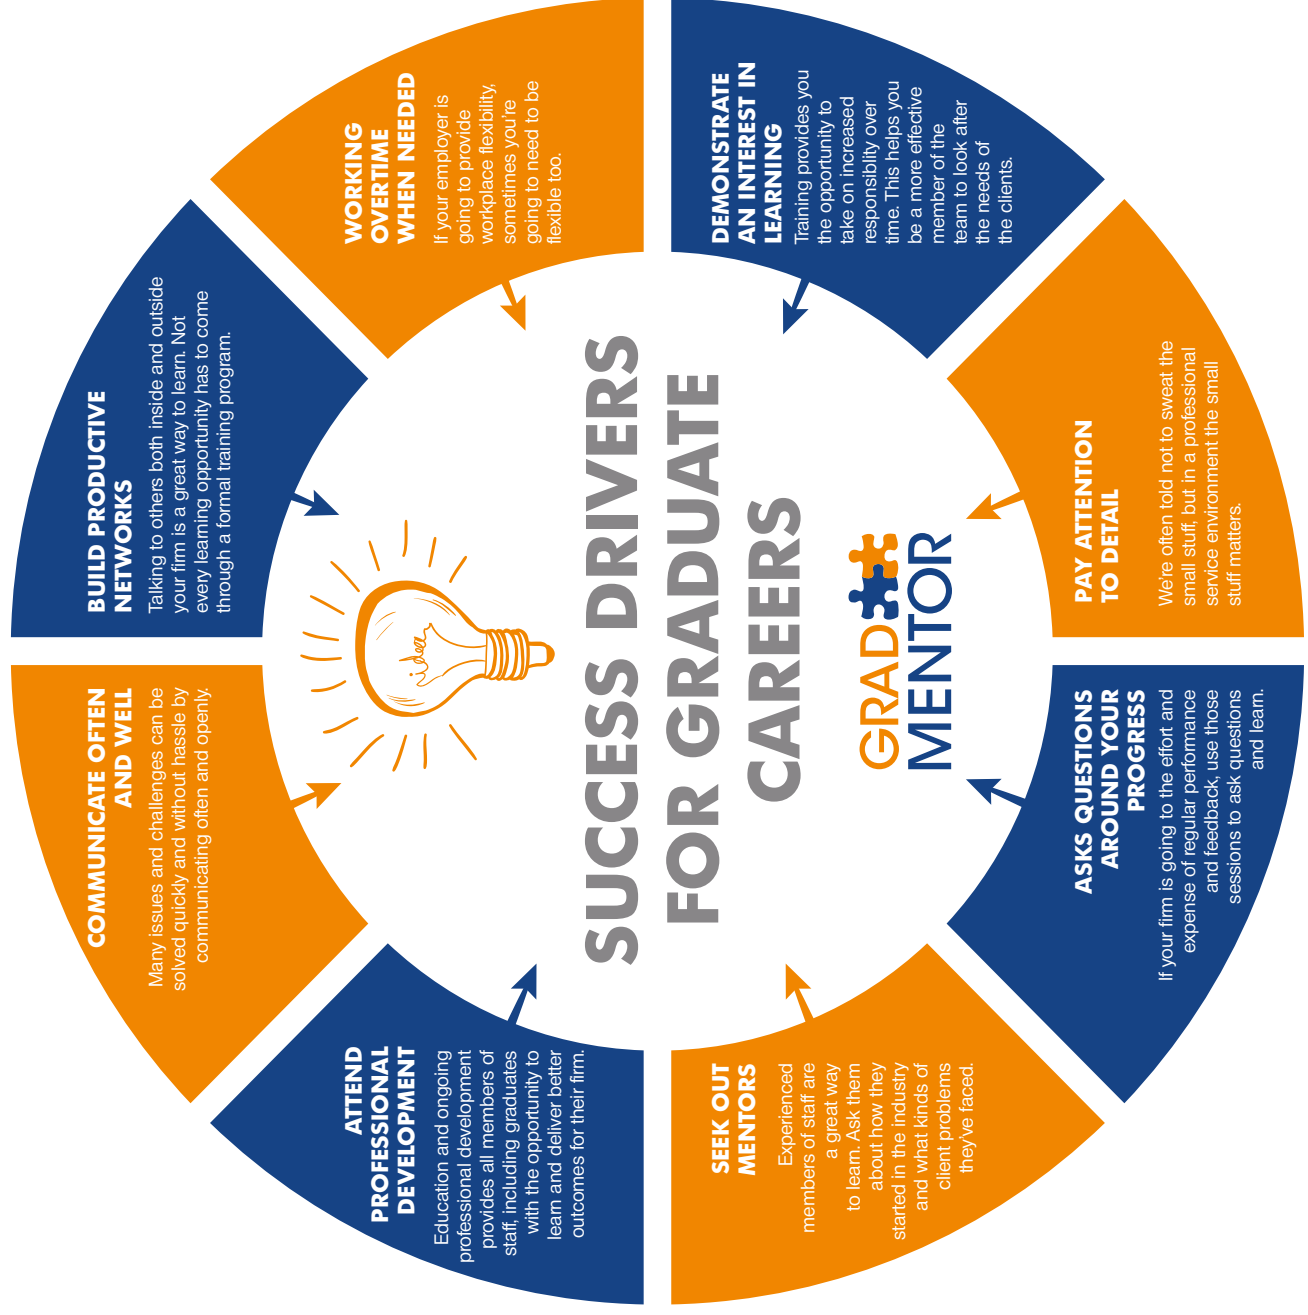 SUCCESS DRIVERS
FOR GRADUATE
CAREERS
idea
GRAD
MENTOR
BUILD PRODUCTIVE
NETWORKS
Talking to others both inside and outside
your firm is a great way to learn. Not
every learning opportunity has to come
through a formal training program.
WORKING
OVERTIME
WHEN NEEDED
If your employer is
going to provide
workplace flexibility,
sometimes you're
going to need to be
flexible too.
DEMONSTRATE
AN INTEREST IN
LEARNING
Training provides you
the opportunity to
take on increased
responsiblity over
time. This helps you
be a more effective
member of the
team to look after
the needs of
the clients.
PAY ATTENTION
TO DETAIL
We're often told not to sweat the
small stuff, but in a professional
service environment the small
stuff matters.
ASKS QUESTIONS
AROUND YOUR
PROGRESS
If your firm is going to the effort and
expense of regular performance
and feedback, use those
sessions to ask questions
and learn.
SEEK OUT
MENTORS
Experienced
members of staff are
a great way
to learn. Ask them
about how they
started in the industry
and what kinds of
client problems
they've faced.
ATTEND
PROFESSIONAL
DEVELOPMENT
Education and ongoing
professional development
provides all members of
staff, including graduates
with the opportunity to
learn and deliver better
outcomes for their firm.
COMMUNICATE OFTEN
AND WELL
Many issues and challenges can be
solved quickly and without hassle by
communicating often and openly.